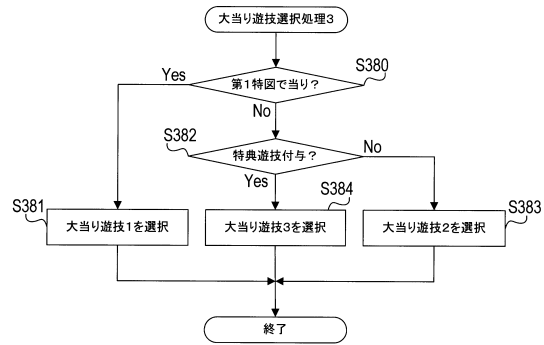 大当り遊技選択処理3
S380
第1特図で当り？
Yes
No
S382
特典遊技付与？
No
Yes
S381
大当り遊技1を選択
S384
大当り遊技3を選択
S383
大当り遊技2を選択
終了